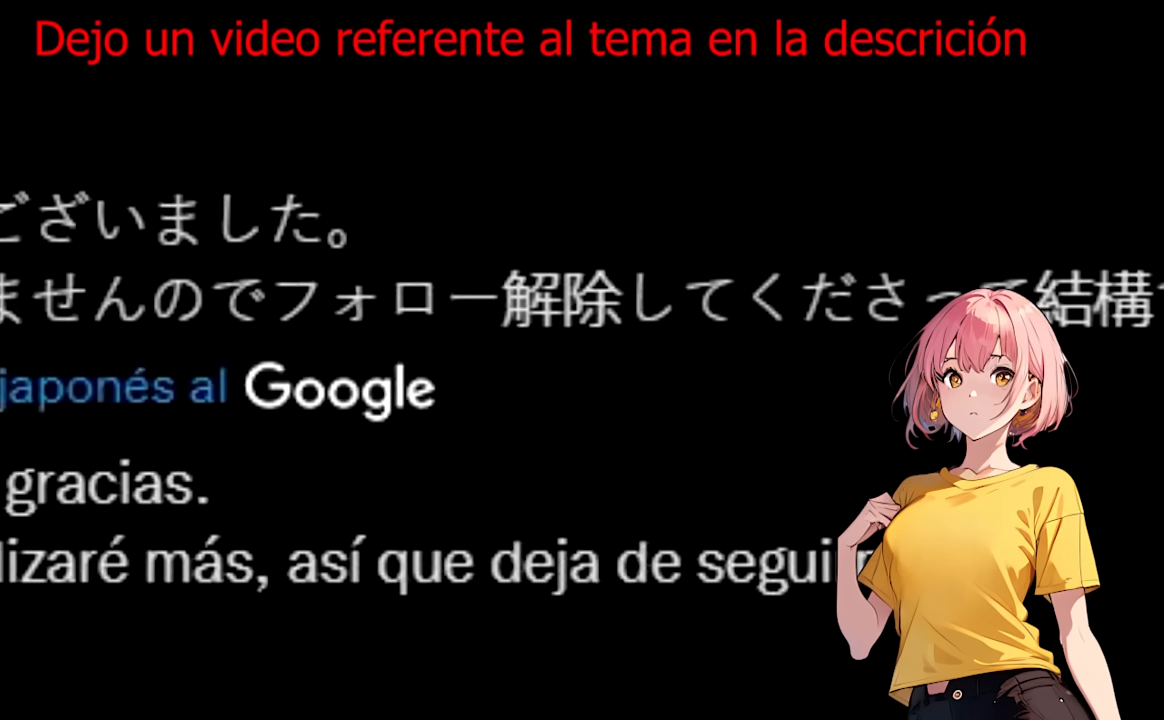 Dejo un video referente al tema en la descrición
ございました。
ませんのでフォロー解除してくださって結構
japonés al Google
gracias.
lizaré más, así que deja de seguir